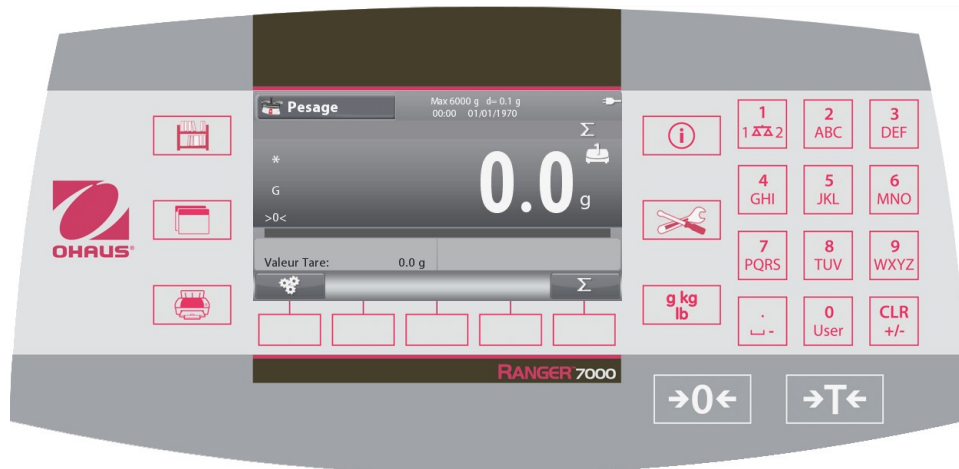 Pesage
Max 6000 g d= 0.1 g
00:00 01/01/1970
Σ
*
G
>0<
0.0 g
1
Valeur Tare: 0.0 g
Σ
OHAUS®
RANGER 7000
i
g kg
lb
1
1 2
2
ABC
3
DEF
4
GHI
5
JKL
6
MNO
7
PQRS
8
TUV
9
WXYZ
.
⌴ -
0
User
CLR
+/-
→0←
→T←